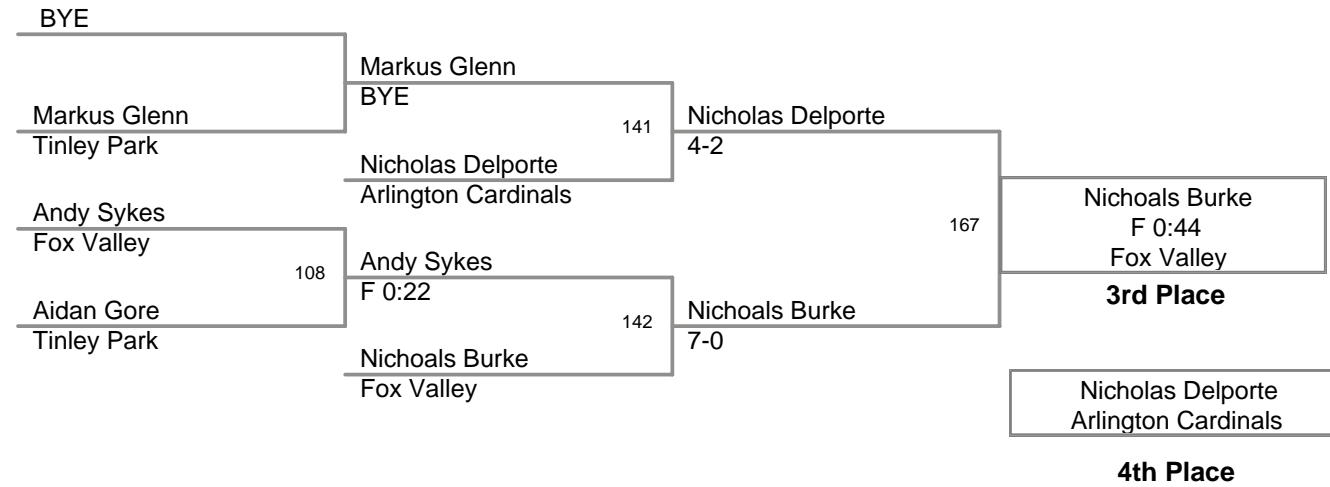 BYE
Markus Glenn
BYE
Markus Glenn
Tinley Park
141
Nicholas Delporte
4-2
Nicholas Delporte
Arlington Cardinals
Andy Sykes
Fox Valley
167
Nichoals Burke
F 0:44
Fox Valley
3rd Place
108
Andy Sykes
F 0:22
Aidan Gore
Tinley Park
142
Nichoals Burke
7-0
Nichoals Burke
Fox Valley
Nicholas Delporte
Arlington Cardinals
4th Place